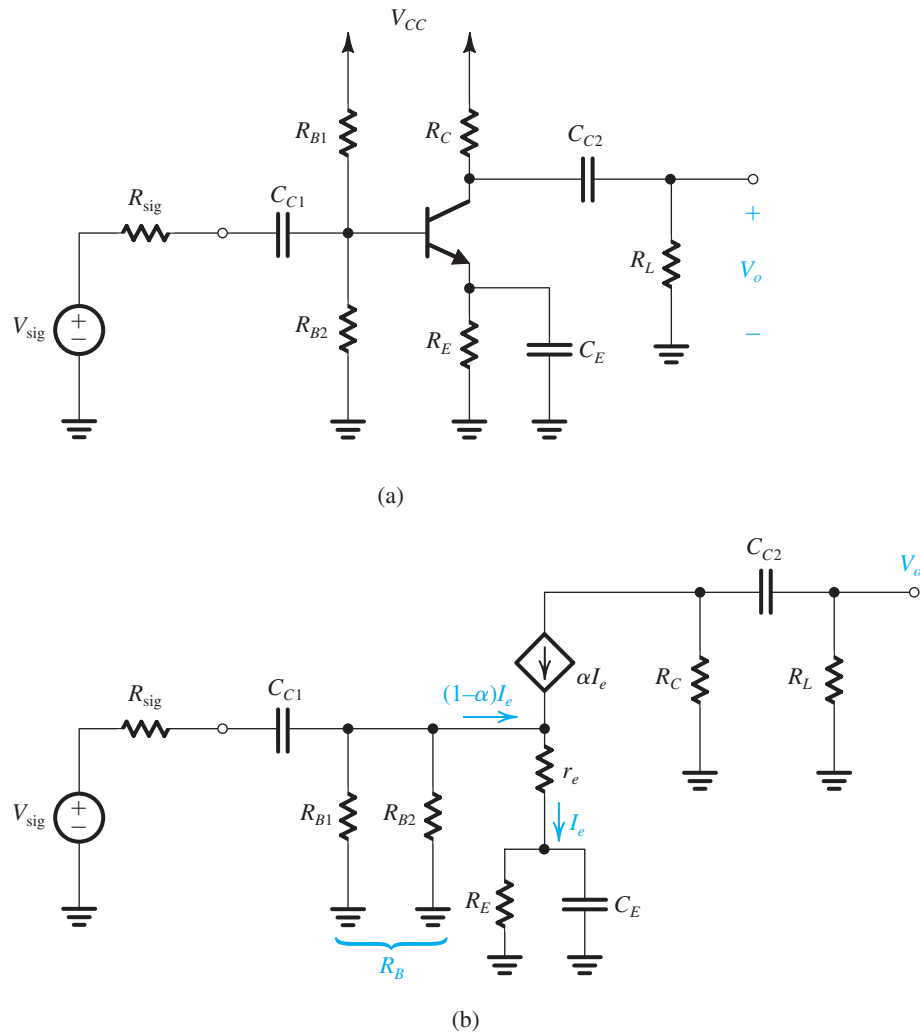 V_CC
R_B1
R_C
C_C2
C_C1
R_sig
+
R_L
V_o
V_sig
+
−
R_B2
R_E
C_E
−
(a)
C_C2
V_o
αI_e
R_C
R_L
(1–α)I_e
C_C1
R_sig
r_e
V_sig
+
−
R_B1
R_B2
I_e
R_E
C_E
R_B
(b)